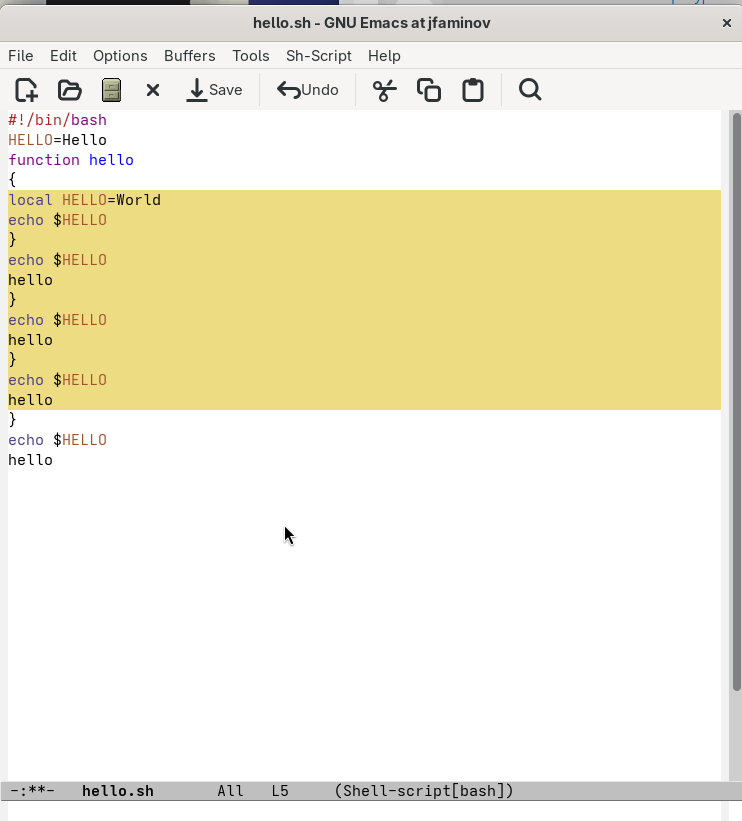 hello.sh - GNU Emacs at jfaminov
File Edit Options Buffers Tools Sh-Script Help
Save Undo
#!/bin/bash
HELLO=Hello
function hello
{
local HELLO=World
echo $HELLO
}
echo $HELLO
hello
}
echo $HELLO
hello
}
echo $HELLO
hello
}
echo $HELLO
hello
-:**- hello.sh All L5 (Shell-script[bash])